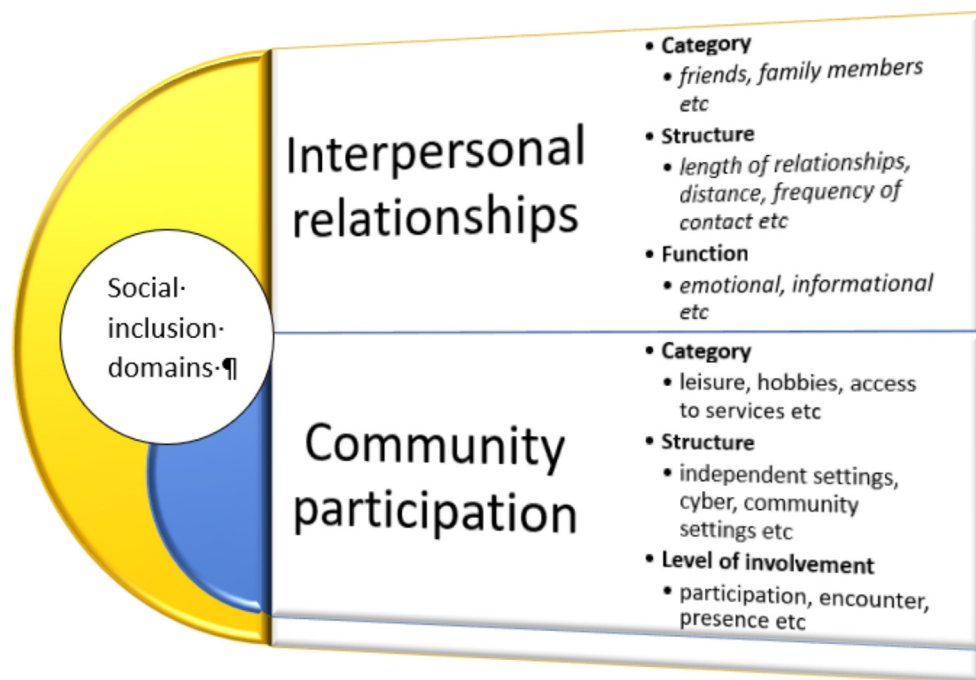 Social·
inclusion·
domains·¶
Interpersonal
relationships
• Category
• friends, family members
etc
• Structure
• length of relationships,
distance, frequency of
contact etc
• Function
• emotional, informational
etc
Community
participation
• Category
• leisure, hobbies, access
to services etc
• Structure
• independent settings,
cyber, community
settings etc
• Level of involvement
• participation, encounter,
presence etc